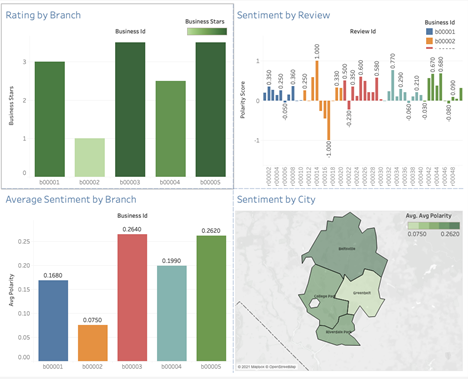 Rating by Branch
Business Id
Business Stars
Business Stars
3
2
1
0
b00001
b00002
b00003
b00004
b00005
Sentiment by Review
Review Id
Business Id
b00001
b00002
Polarity Score
1
0
-1
0.350
0.250
-0.050
0.360
0.250
1.000
-1.000
0.330
0.500
-0.230
0.350
0.600
0.580
0.770
0.290
-0.060
0.210
-0.030
0.670
0.680
-0.080
0.090
Average Sentiment by Branch
Business Id
Avg Polarity
0.25
0.20
0.15
0.10
0.05
0.00
0.1680
0.0750
0.2640
0.1990
0.2620
b00001
b00002
b00003
b00004
b00005
Sentiment by City
Avg. Avg Polarity
0.0750
0.2620
Beltsville
Greenbelt
College Park
Riverdale Park
© 2021 Mapbox © OpenStreetMap